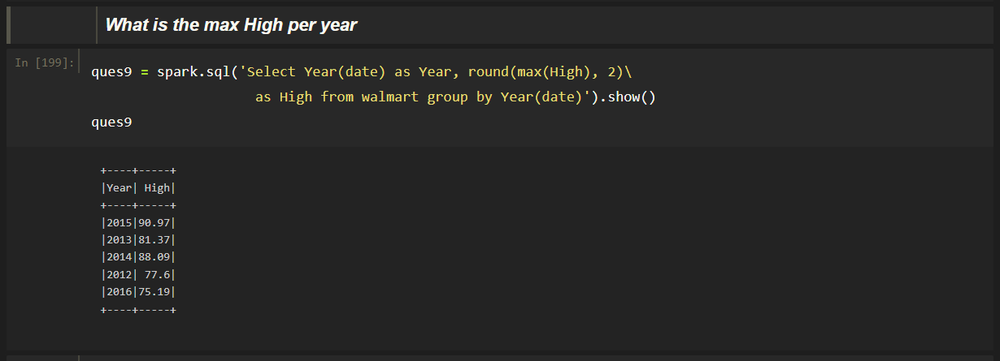 What is the max High per year
In [199]:
ques9 = spark.sql('Select Year(date) as Year, round(max(High), 2)\
as High from walmart group by Year(date)').show()
ques9
+----+-----+
|Year| High|
+----+-----+
|2015|90.97|
|2013|81.37|
|2014|88.09|
|2012| 77.6|
|2016|75.19|
+----+-----+